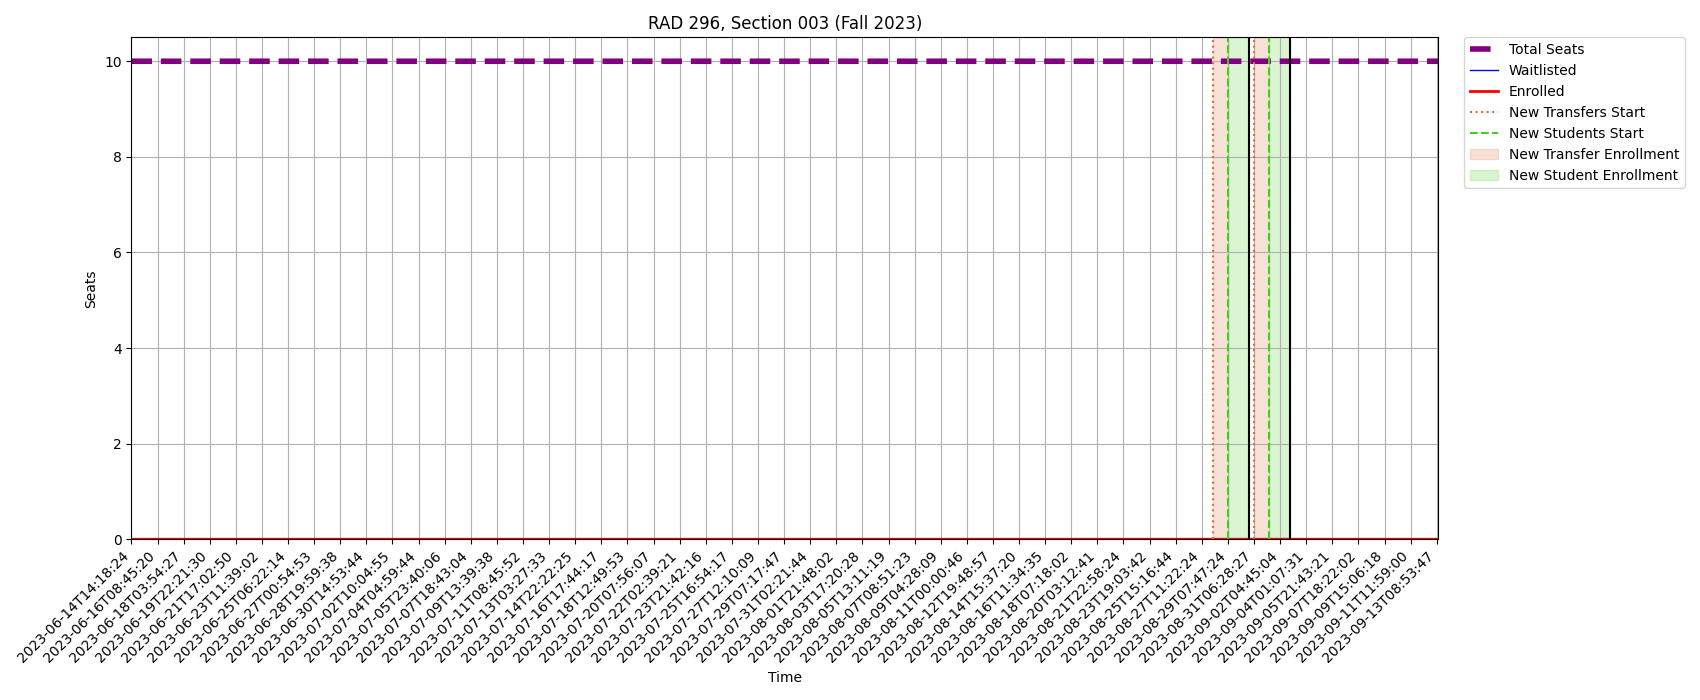 RAD 296, Section 003 (Fall 2023)
10
8
6
4
2
0
Seats
2023-06-14T14:18:24
2023-06-16T08:45:20
2023-06-18T03:54:27
2023-06-19T22:21:30
2023-06-21T17:02:50
2023-06-23T11:39:02
2023-06-25T06:22:14
2023-06-27T00:54:53
2023-06-28T19:59:38
2023-06-30T14:53:44
2023-07-02T10:04:55
2023-07-04T04:59:44
2023-07-05T23:40:06
2023-07-07T18:43:04
2023-07-09T13:39:38
2023-07-11T08:45:52
2023-07-13T03:27:33
2023-07-14T22:22:25
2023-07-16T17:44:17
2023-07-18T12:49:53
2023-07-20T07:56:07
2023-07-22T02:39:21
2023-07-23T21:42:16
2023-07-25T16:54:17
2023-07-27T12:10:09
2023-07-29T07:17:47
2023-07-31T02:21:44
2023-08-01T21:48:02
2023-08-03T17:20:28
2023-08-05T13:11:19
2023-08-07T08:51:23
2023-08-09T04:28:09
2023-08-11T00:00:46
2023-08-12T19:48:57
2023-08-14T15:37:20
2023-08-16T11:34:35
2023-08-18T07:18:02
2023-08-20T03:12:41
2023-08-21T22:58:24
2023-08-23T19:03:42
2023-08-25T15:16:44
2023-08-27T11:22:24
2023-08-29T07:47:24
2023-08-31T06:28:27
2023-09-02T04:45:04
2023-09-04T01:07:31
2023-09-05T21:43:21
2023-09-07T18:22:02
2023-09-09T15:06:18
2023-09-11T11:59:00
2023-09-13T08:53:47
Time
Total Seats
Waitlisted
Enrolled
New Transfers Start
New Students Start
New Transfer Enrollment
New Student Enrollment